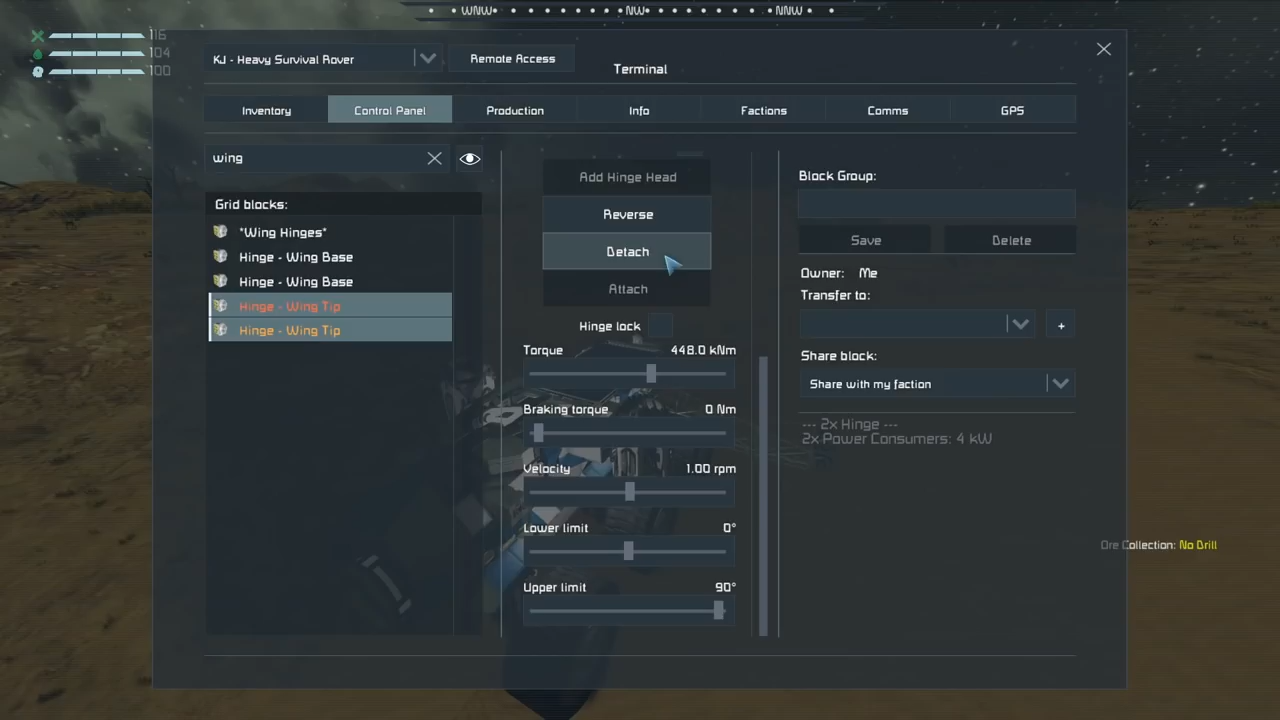 WNW NW NNW
116
104
100
KJ - Heavy Survival Rover
Remote Access
Terminal
Inventory
Control Panel
Production
Info
Factions
Comms
GPS
wing
Grid blocks:
*Wing Hinges*
Hinge - Wing Base
Hinge - Wing Base
Hinge - Wing Tip
Hinge - Wing Tip
Add Hinge Head
Reverse
Detach
Attach
Hinge lock
Torque 448.0 kNm
Braking torque 0 Nm
Velocity 1.00 rpm
Lower limit 0°
Upper limit 90°
Block Group:
Save
Delete
Owner: Me
Transfer to:
+
Share block:
Share with my faction
--- 2x Hinge ---
2x Power Consumers: 4 kW
Ore Collection: No Drill